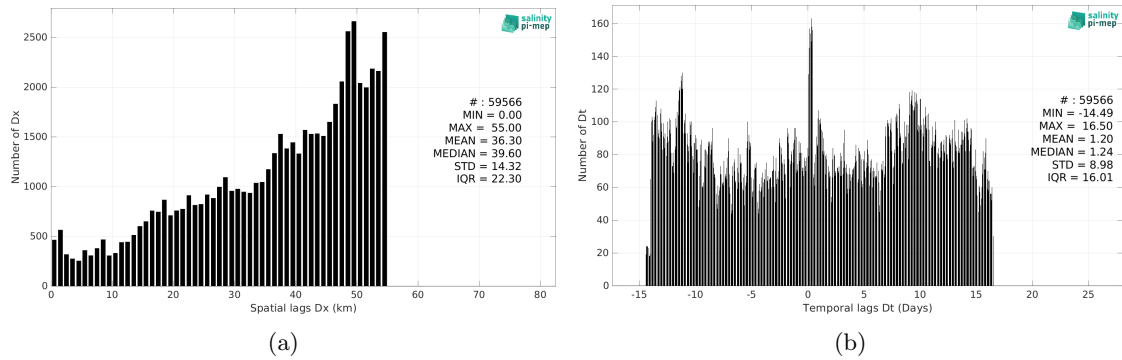 salinity
pi-mep
2500
2000
1500
1000
500
0
Number of Dx
# : 59566
MIN = 0.00
MAX = 55.00
MEAN = 36.30
MEDIAN = 39.60
STD = 14.32
IQR = 22.30
0 10 20 30 40 50 60 70 80
Spatial lags Dx (km)
(a)
salinity
pi-mep
160
140
120
100
80
60
40
20
0
Number of Dt
# : 59566
MIN = -14.49
MAX = 16.50
MEAN = 1.20
MEDIAN = 1.24
STD = 8.98
IQR = 16.01
-15 -10 -5 0 5 10 15 20 25
Temporal lags Dt (Days)
(b)